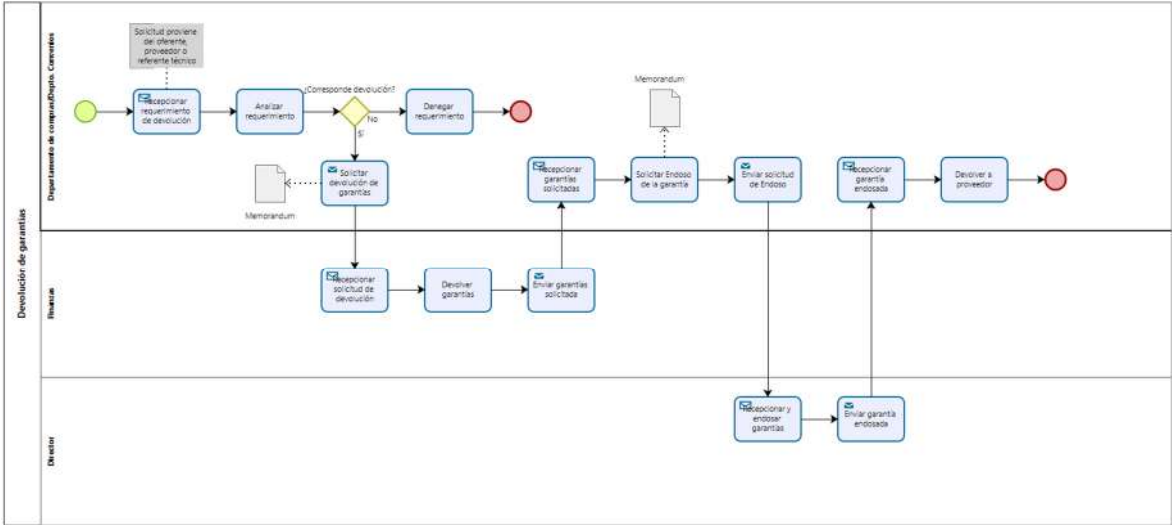 Devolución de garantías
Departamento de compras/Depto. Convenios
Solicitud proviene
del oferente,
proveedor o
referente técnico
Recepcionar
requerimiento
de devolución
Analizar
requerimiento
¿Corresponde devolución?
No
Sí
Denegar
requerimiento
Solicitar
devolución de
garantías
Memorandum
Recepcionar
garantías
solicitadas
Memorandum
Solicitar Endoso
de la garantía
Enviar solicitud
de Endoso
Recepcionar
garantía
endosada
Devolver a
proveedor
Finanzas
Recepcionar
solicitud de
devolución
Devolver
garantías
Enviar garantías
solicitada
Director
Recepcionar y
endosar
garantías
Enviar garantía
endosada